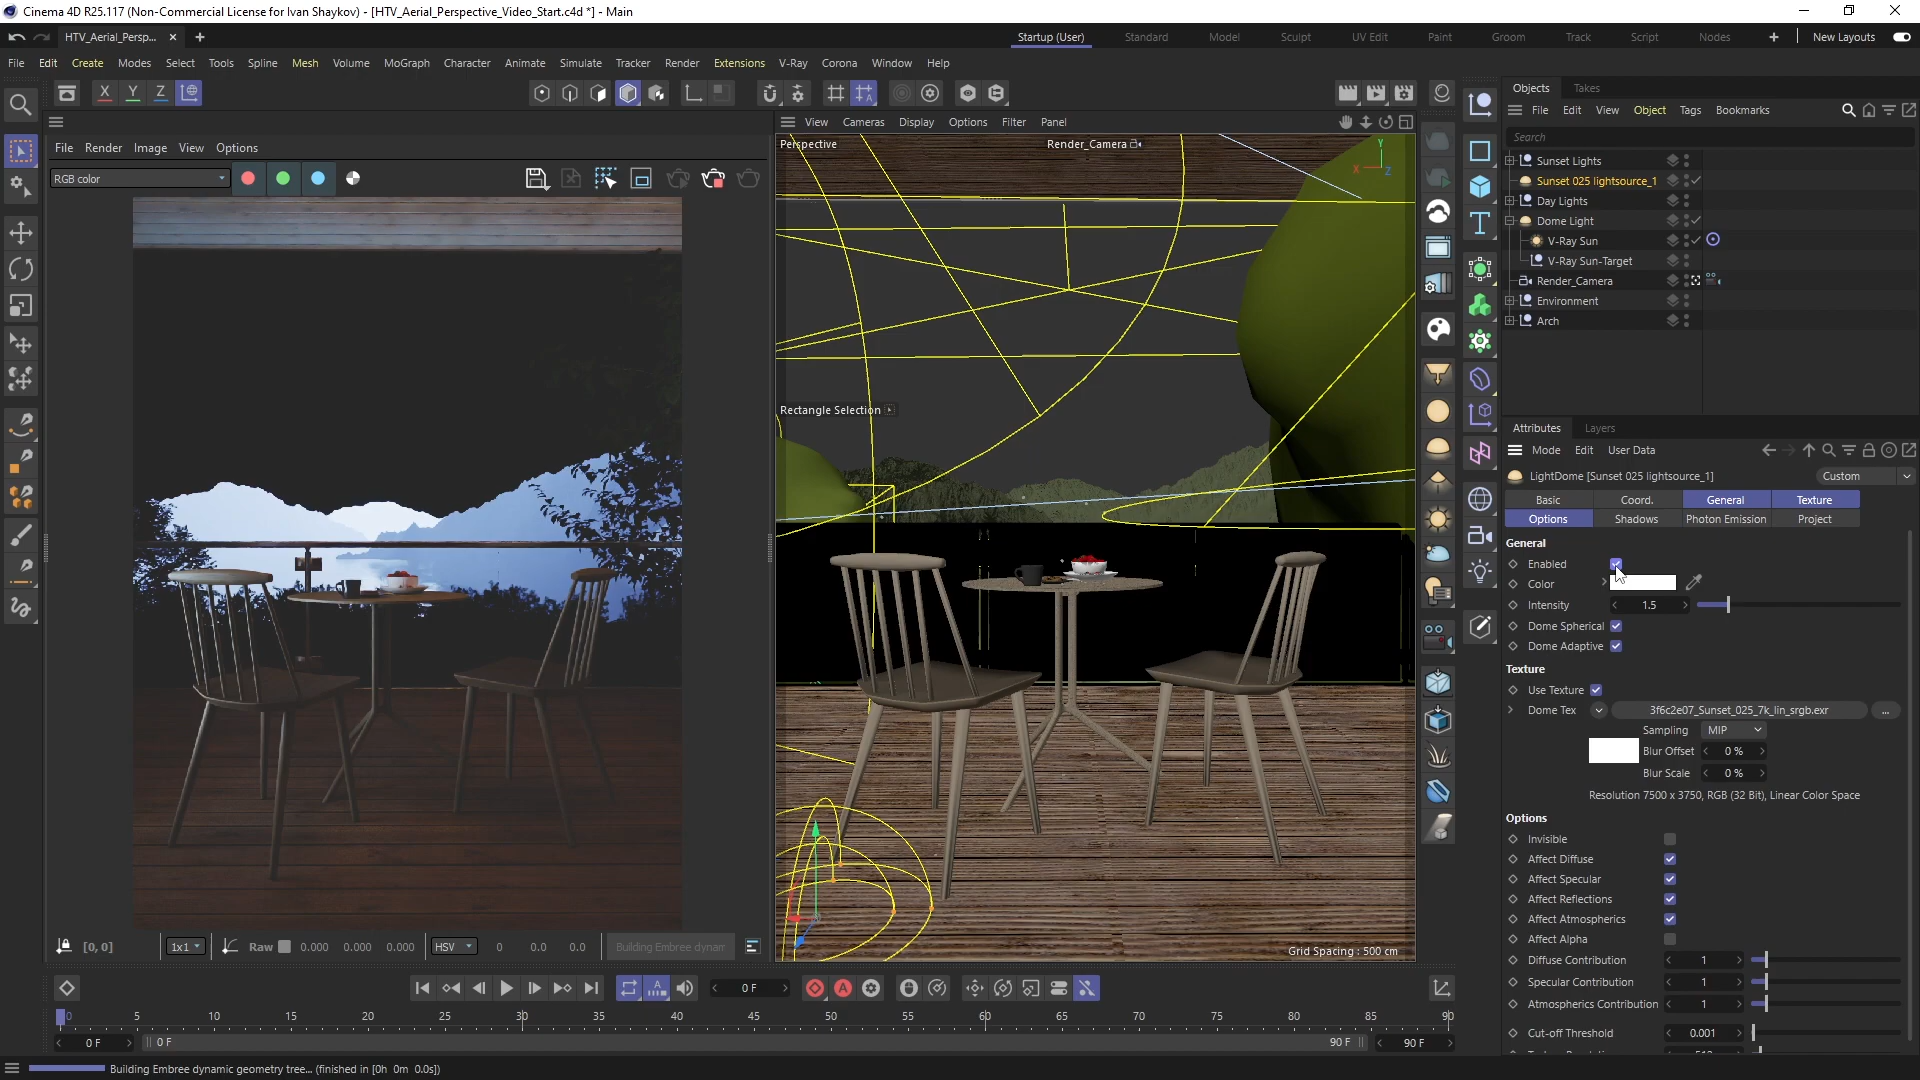 Cinema 4D R25.117 (Non-Commercial License for Ivan Shaykov) - [HTV_Aerial_Perspective_Video_Start.c4d *] - Main
HTV_Aerial_Persp...
Startup (User) Standard Model Sculpt UV Edit Paint Groom Track Script Nodes New Layouts
File Edit Create Modes Select Tools Spline Mesh Volume MoGraph Character Animate Simulate Tracker Render Extensions V-Ray Corona Window Help
X Y Z
Objects Takes
File Edit View Object Tags Bookmarks
Search
Sunset Lights
Sunset 025 lightsource_1
Day Lights
Dome Light
V-Ray Sun
V-Ray Sun-Target
Render_Camera
Environment
Arch
File Render Image View Options
RGB color
View Cameras Display Options Filter Panel
Perspective
Render_Camera
Y
X
Z
Rectangle Selection
Grid Spacing : 500 cm
Attributes Layers
Mode Edit User Data
LightDome [Sunset 025 lightsource_1] Custom
Basic Coord. General Texture
Options Shadows Photon Emission Project
General
Enabled
Color
Intensity 1.5
Dome Spherical
Dome Adaptive
Texture
Use Texture
Dome Tex 3f6c2e07_Sunset_025_7k_lin_srgb.exr ...
Sampling MIP
Blur Offset 0 %
Blur Scale 0 %
Resolution 7500 x 3750, RGB (32 Bit), Linear Color Space
Options
Invisible
Affect Diffuse
Affect Specular
Affect Reflections
Affect Atmospherics
Affect Alpha
Diffuse Contribution 1
Specular Contribution 1
Atmospherics Contribution 1
Cut-off Threshold 0.001
[0, 0] 1x1 Raw 0.000 0.000 0.000 HSV 0 0.0 0.0 Building Embree dynam
0 F
0 5 10 15 20 25 30 35 40 45 50 55 60 65 70 75 80 85 90
0 F 0 F 90 F 90 F
Building Embree dynamic geometry tree... (finished in [0h 0m 0.0s])